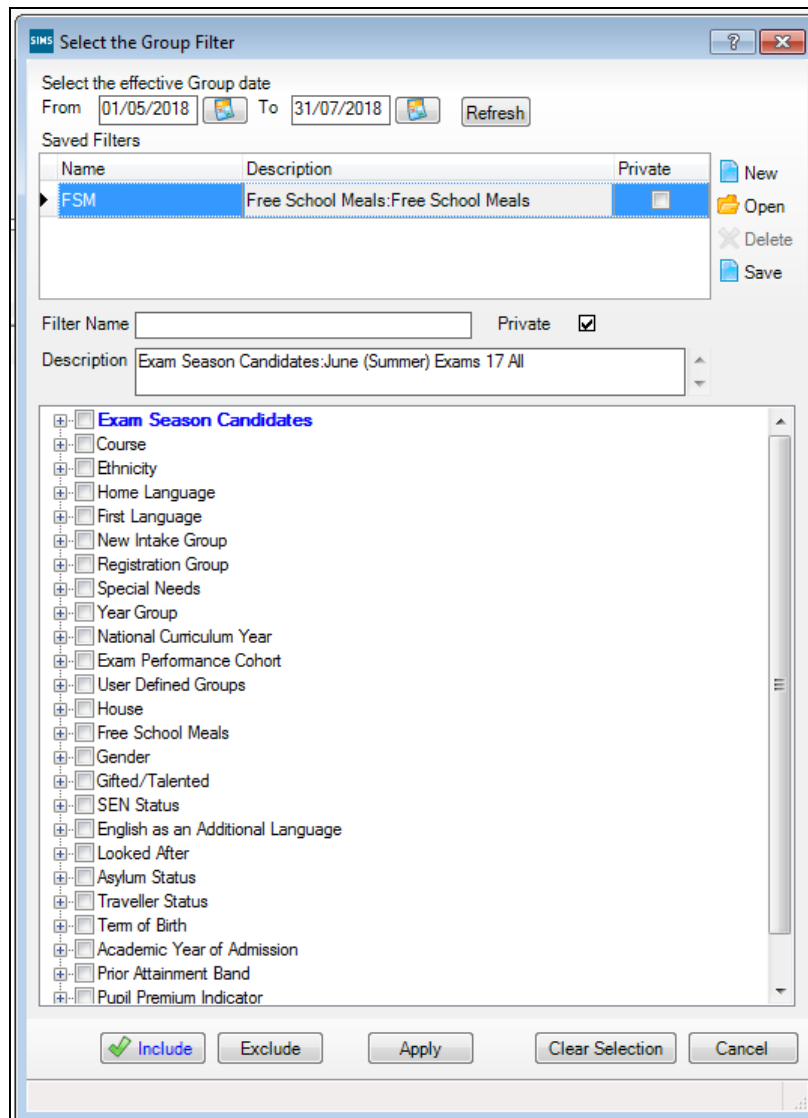 SIMS Select the Group Filter ?
Select the effective Group date
From 01/05/2018 To 31/07/2018 Refresh
Saved Filters
Name Description Private
New
FSM Free School Meals:Free School Meals
Open
Delete
Save
Filter Name Private
Description Exam Season Candidates:June (Summer) Exams 17 All
Exam Season Candidates
Course
Ethnicity
Home Language
First Language
New Intake Group
Registration Group
Special Needs
Year Group
National Curriculum Year
Exam Performance Cohort
User Defined Groups
House
Free School Meals
Gender
Gifted/Talented
SEN Status
English as an Additional Language
Looked After
Asylum Status
Traveller Status
Term of Birth
Academic Year of Admission
Prior Attainment Band
Pupil Premium Indicator
Include Exclude Apply Clear Selection Cancel